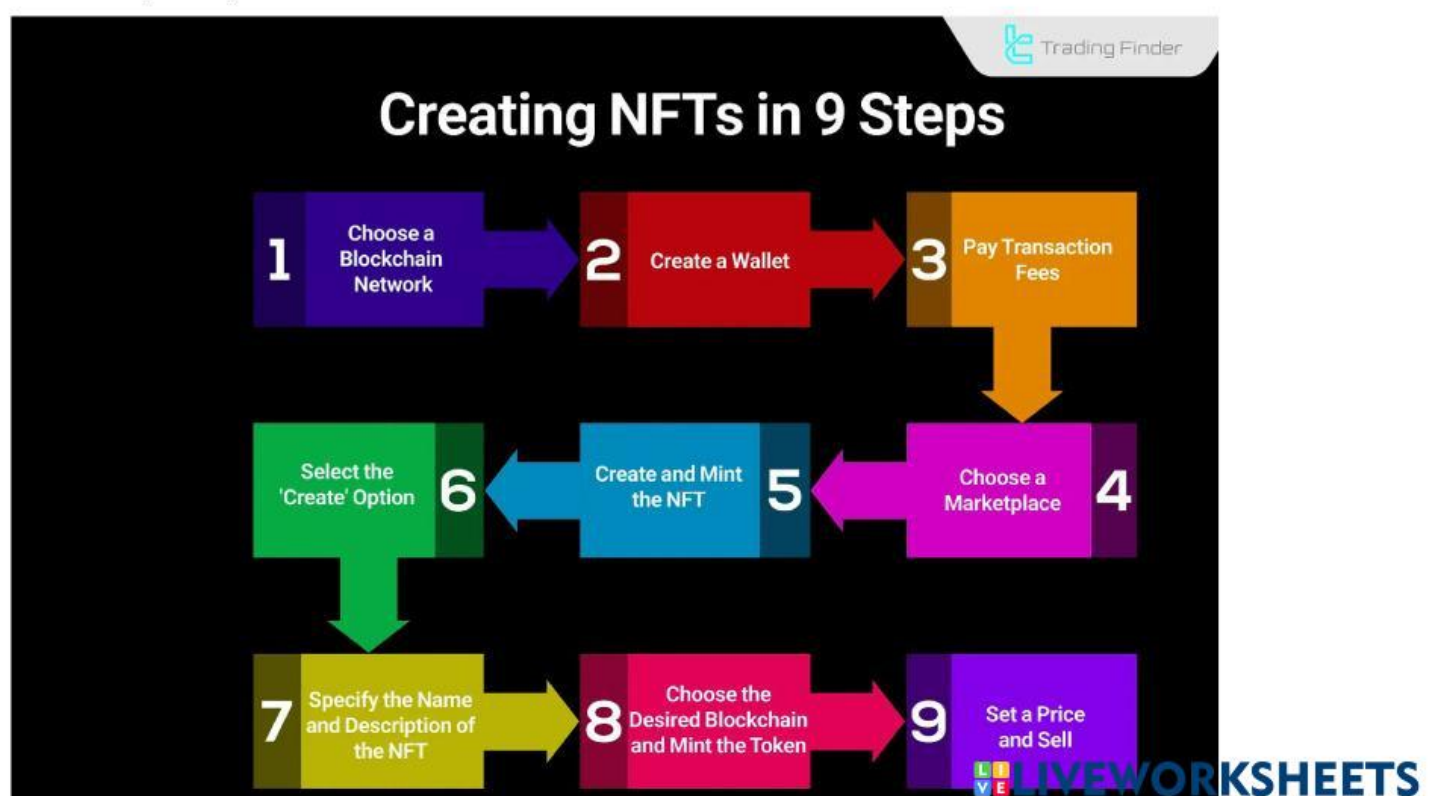 Trading Finder
Creating NFTs in 9 Steps
1
Choose a
Blockchain
Network
2
Create a Wallet
3
Pay Transaction
Fees
4
Choose a
Marketplace
5
Create and Mint
the NFT
6
Select the
'Create' Option
7
Specify the Name
and Description of
the NFT
8
Choose the
Desired Blockchain
and Mint the Token
9
Set a Price
and Sell
LIVE LIVEWORKSHEETS